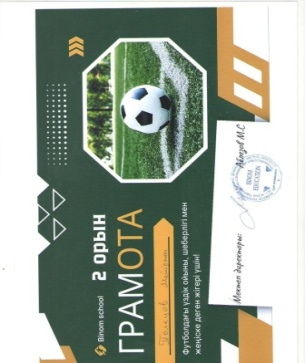 Binom school
2 орын
ГРАМОТА
Футболдағы үздік ойыны, шеберлігі мен
жеңіске деген жігері үшін!
Мектеп директоры:
М.С